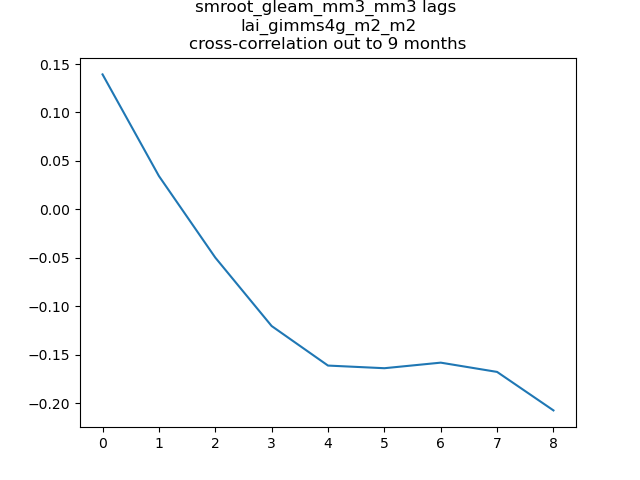 smroot_gleam_mm3_mm3 lags
lai_gimms4g_m2_m2
cross-correlation out to 9 months
0.15
0.10
0.05
0.00
−0.05
−0.10
−0.15
−0.20
0 1 2 3 4 5 6 7 8